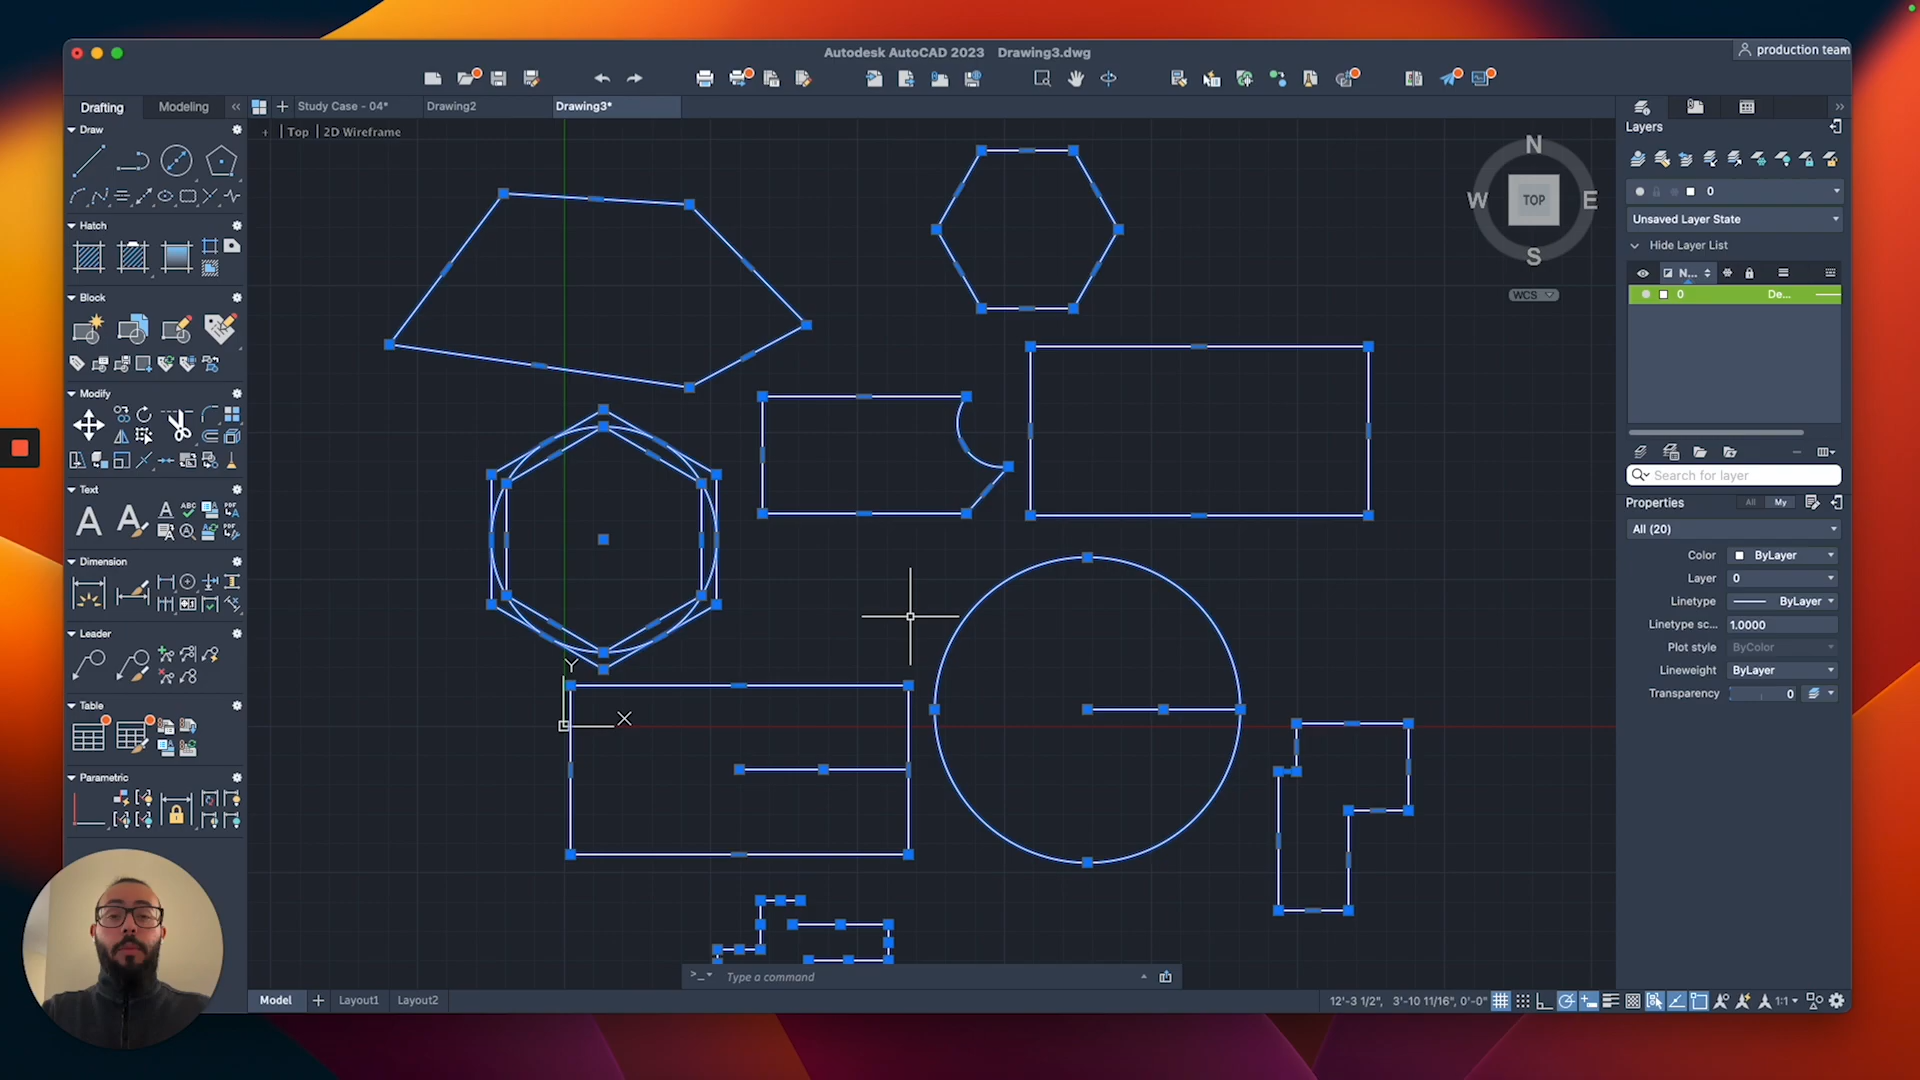 Autodesk AutoCAD 2023 Drawing3.dwg
production team
Drafting Modeling
Study Case - 04* Drawing2 Drawing3*
+ | Top | 2D Wireframe
Draw
Hatch
Block
Modify
Text
Dimension
Leader
Table
Parametric
N
W TOP E
S
WCS
Y
X
Layers
0
Unsaved Layer State
Hide Layer List
N...
0 De...
Search for layer
Properties All My
All (20)
Color ByLayer
Layer 0
Linetype ByLayer
Linetype sc... 1.0000
Plot style ByColor
Lineweight ByLayer
Transparency 0
>_ Type a command
Model + Layout1 Layout2
12'-3 1/2", 3'-10 11/16", 0'-0" 1:1